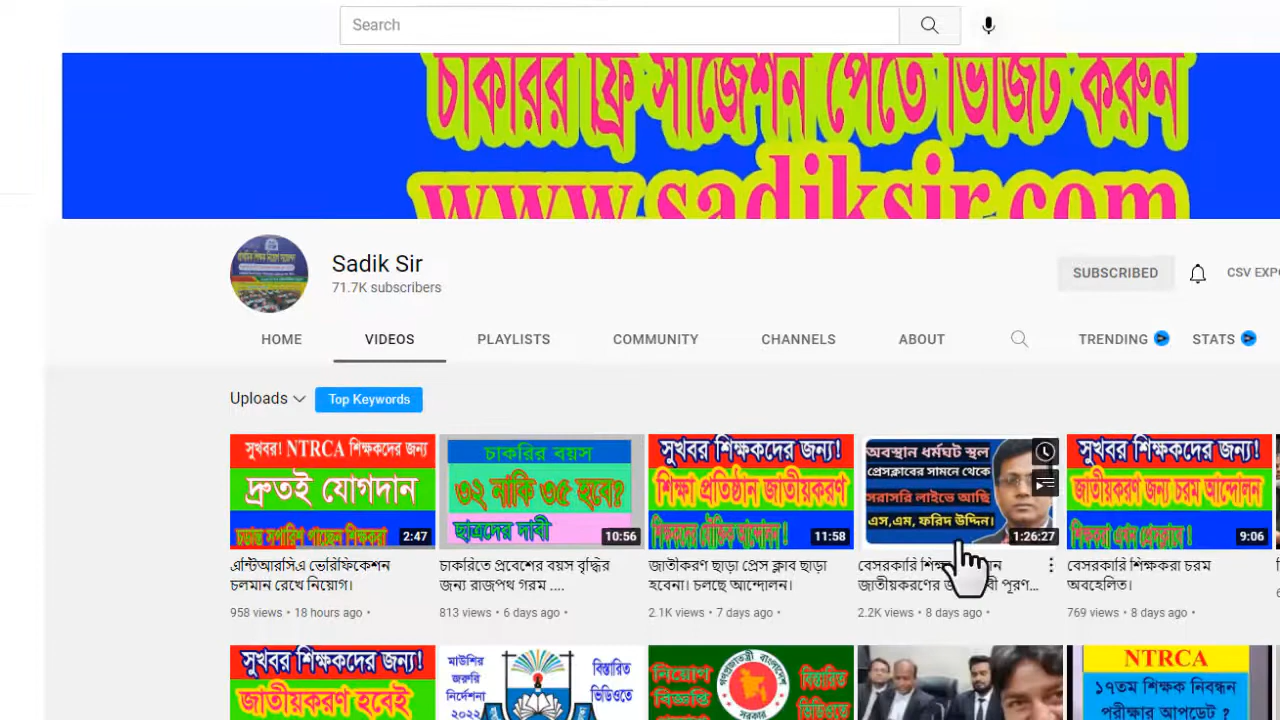 Search
চাকরির ফ্রি সাজেশন পেতে ভিজিট করুন
www.sadiksir.com
Sadik Sir
71.7K subscribers
SUBSCRIBED
CSV EXPO
HOME
VIDEOS
PLAYLISTS
COMMUNITY
CHANNELS
ABOUT
TRENDING
STATS
Uploads
Top Keywords
সুখবর! NTRCA শিক্ষকদের জন্য
দ্রুতই যোগদান
2:47
চাকরির বয়স
৩২ নাকি ৩৫ হবে?
ছাত্রদের দাবী
10:56
সুখবর শিক্ষকদের জন্য!
শিক্ষা প্রতিষ্ঠান জাতীয়করণ
11:58
অবস্থান ধর্মঘট স্থল
প্রেসক্লাবের সামনে থেকে
সরাসরি লাইভে আছি
এস,এম, ফরিদ উদ্দিন।
1:26:27
সুখবর শিক্ষকদের জন্য!
জাতীয়করণ জন্য চরম আন্দোলন
9:06
এন্টিআরসিএ ভেরিফিকেশন
চলমান রেখে নিয়োগ।
958 views • 18 hours ago •
চাকরিতে প্রবেশের বয়স বৃদ্ধির
জন্য রাজপথ গরম ....
813 views • 6 days ago •
জাতীকরণ ছাড়া প্রেস ক্লাব ছাড়া
হবেনা। চলছে আন্দোলন।
2.1K views • 7 days ago •
বেসরকারি
জাতীয়করণের পূরণ...
2.2K views • 8 days ago •
বেসরকারি শিক্ষকরা চরম
অবহেলিত।
769 views • 8 days ago •
সুখবর শিক্ষকদের জন্য!
জাতীয়করণ হবেই
মাউশির
জরুরি
নির্দেশনা
২০২২
বিস্তারিত
ভিডিওতে
নিয়োগ
বিজ্ঞপ্তি
গণপ্রজাতন্ত্রী বাংলাদেশ
সরকার
বিস্তারিত
ভিডিওতে
NTRCA
১৭তম শিক্ষক নিবন্ধন
পরীক্ষার আপডেট ?